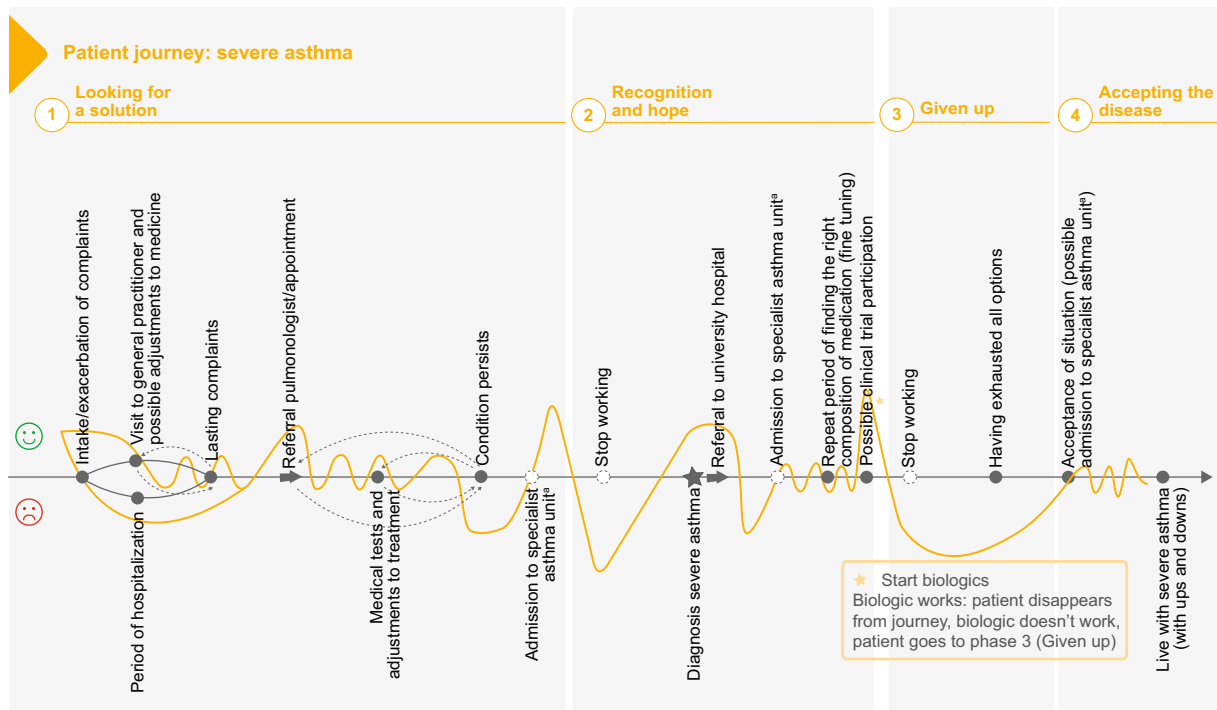 Patient journey: severe asthma
1
Looking for
a solution
2
Recognition
and hope
3
Given up
4
Accepting the
disease
Intake/exacerbation of complaints
Visit to general practitioner and
possible adjustments to medicine
Period of hospitalization
Lasting complaints
Referral pulmonologist/appointment
Medical tests and
adjustments to treatment
Condition persists
Admission to specialist
asthma unitª
Stop working
Diagnosis severe asthma
Referral to university hospital
Admission to specialist asthma unitª
Repeat period of finding the right
composition of medication (fine tuning)
Possible clinical trial participation
Stop working
Having exhausted all options
Acceptance of situation (possible
admission to specialist asthma unitª)
Live with severe asthma
(with ups and downs)
Start biologics
Biologic works: patient disappears
from journey, biologic doesn't work,
patient goes to phase 3 (Given up)